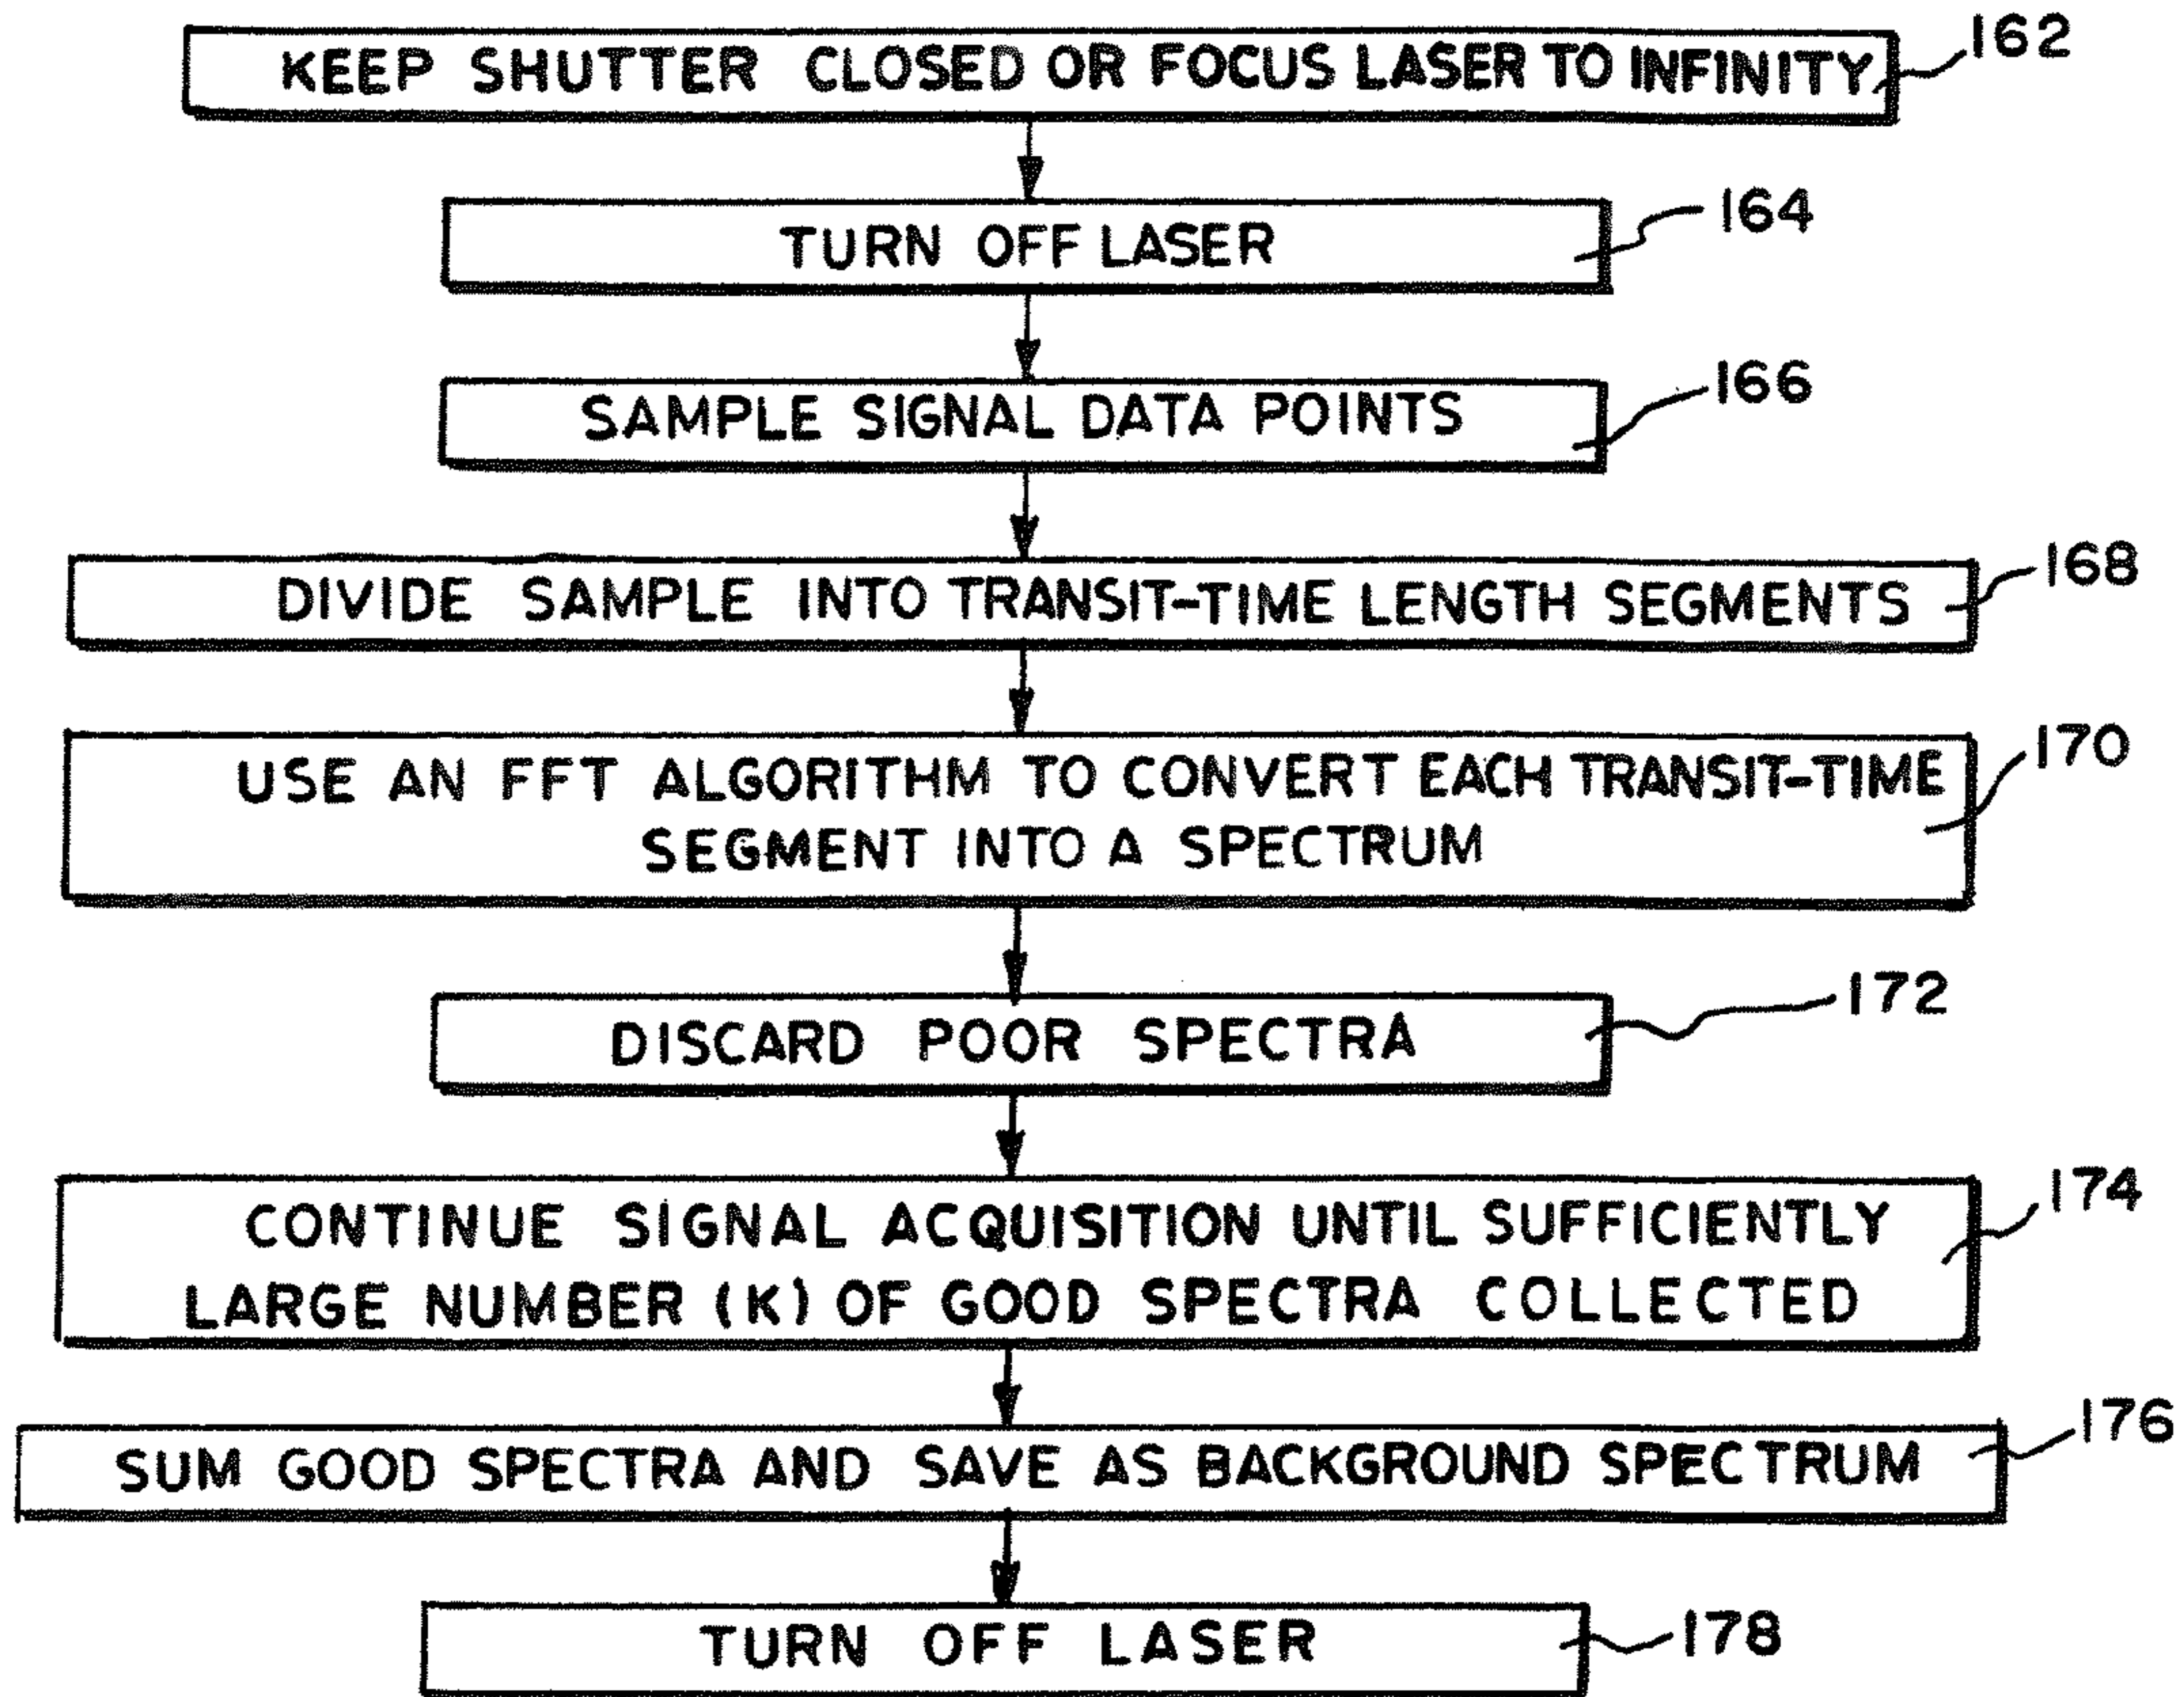 KEEP SHUTTER CLOSED OR FOCUS LASER TO INFINITY
162
TURN OFF LASER
164
SAMPLE SIGNAL DATA POINTS
166
DIVIDE SAMPLE INTO TRANSIT-TIME LENGTH SEGMENTS
168
USE AN FFT ALGORITHM TO CONVERT EACH TRANSIT-TIME
SEGMENT INTO A SPECTRUM
170
DISCARD POOR SPECTRA
172
CONTINUE SIGNAL ACQUISITION UNTIL SUFFICIENTLY
LARGE NUMBER (K) OF GOOD SPECTRA COLLECTED
174
SUM GOOD SPECTRA AND SAVE AS BACKGROUND SPECTRUM
176
TURN OFF LASER
178